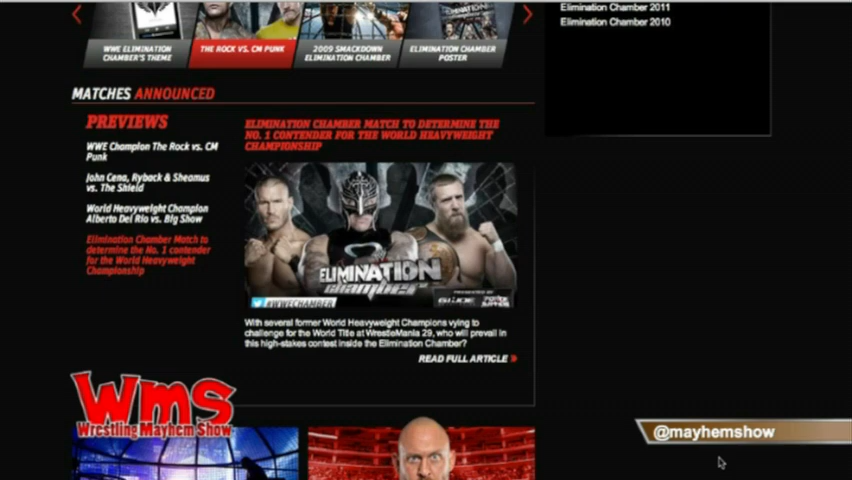 WWE ELIMINATION
CHAMBER'S THEME
THE ROCK VS. CM PUNK
2009 SMACKDOWN
ELIMINATION CHAMBER
ELIMINATION CHAMBER
POSTER
Elimination Chamber 2011
Elimination Chamber 2010
MATCHES ANNOUNCED
PREVIEWS
WWE Champion The Rock vs. CM
Punk
John Cena, Ryback & Sheamus
vs. The Shield
World Heavyweight Champion
Alberto Del Rio vs. Big Show
Elimination Chamber Match to
determine the No. 1 contender
for the World Heavyweight
Championship
ELIMINATION CHAMBER MATCH TO DETERMINE THE
NO. 1 CONTENDER FOR THE WORLD HEAVYWEIGHT
CHAMPIONSHIP
ELIMINATION
chamber
#WWECHAMBER
With several former World Heavyweight Champions vying to
challenge for the World Title at WrestleMania 29, who will prevail in
this high-stakes contest inside the Elimination Chamber?
READ FULL ARTICLE »
Wms
Wrestling Mayhem Show
@mayhemshow